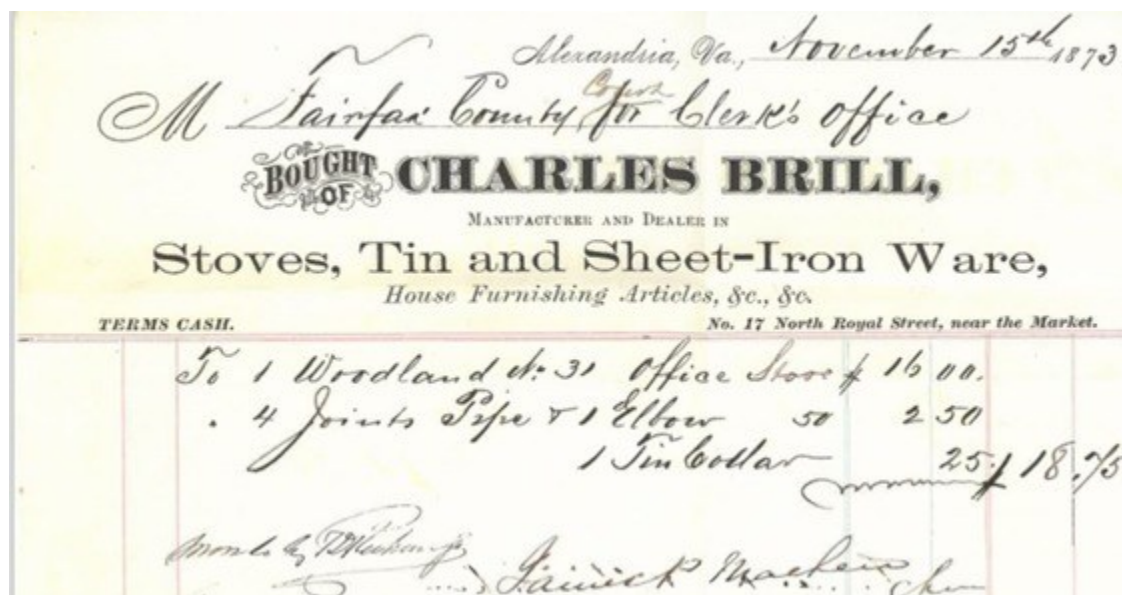 Alexandria, Va., November 15th 1873
Court
M Fairfax County for Clerk's Office
BOUGHT OF CHARLES BRILL,
MANUFACTURER AND DEALER IN
Stoves, Tin and Sheet-Iron Ware,
House Furnishing Articles, &c., &c.
TERMS CASH. No. 17 North Royal Street, near the Market.
To 1 Woodland No 31 Office Stove $ 16 00.
" 4 Joints Pipe & 1 Elbow 50 2 50
1 Tin Collar 25 $ 18.75